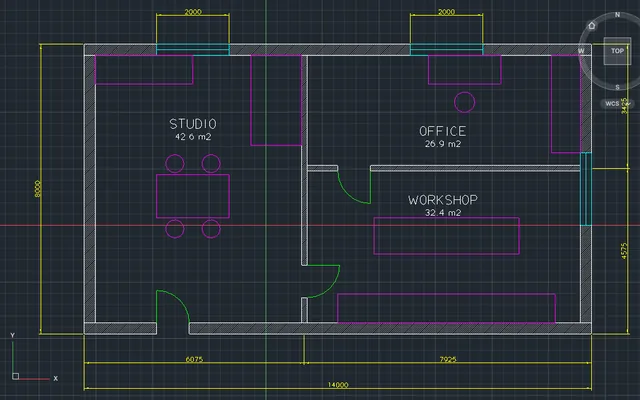 2000
2000
N
W
TOP
S
WCS
3425
STUDIO
42.6 m2
OFFICE
26.9 m2
8000
WORKSHOP
32.4 m2
4575
Y
X
6075
7925
14000